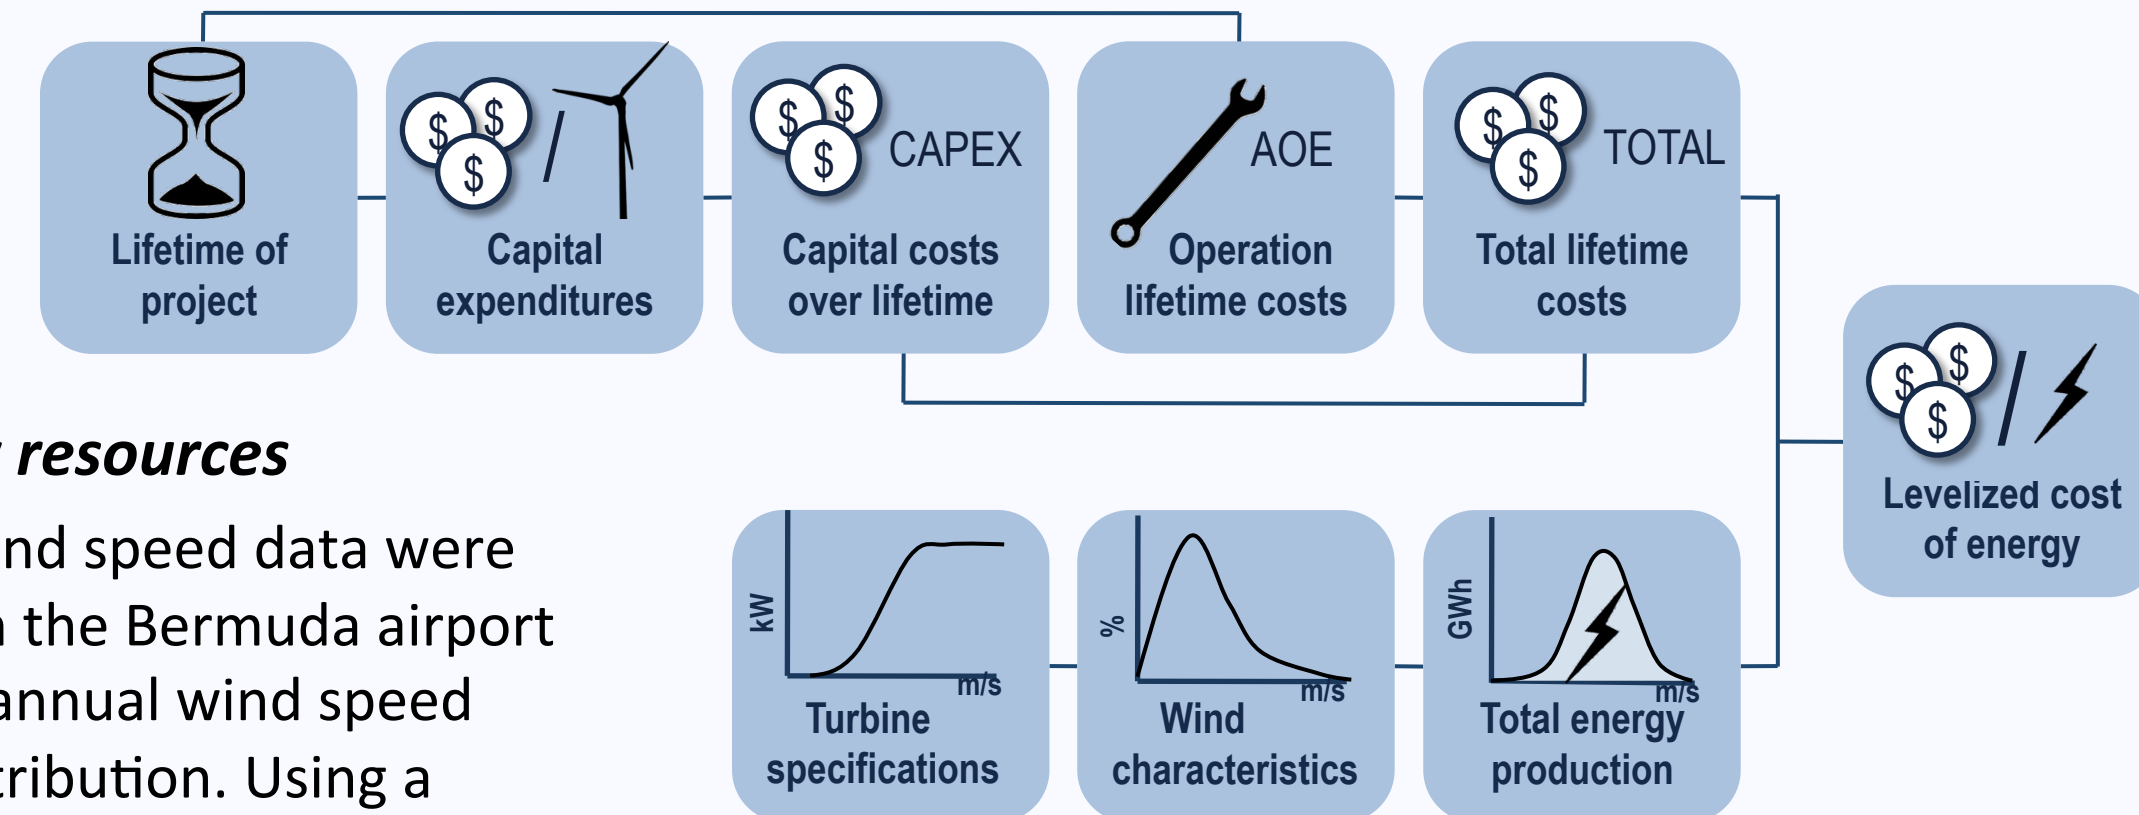 $ $ $ /
Lifetime of
project
Capital
expenditures
$ $ $ CAPEX
Capital costs
over lifetime
AOE
Operation
lifetime costs
$ $ $ TOTAL
Total lifetime
costs
$ $ $ /
Levelized cost
of energy
resources
nd speed data were
the Bermuda airport
annual wind speed
tribution. Using a
kW
m/s
Turbine
specifications
%
m/s
Wind
characteristics
GWh
m/s
Total energy
production